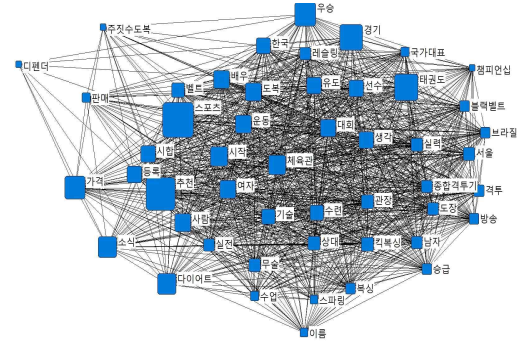 우승
주짓수도복
경기
한국
레슬링
국가대표
디펜더
챔피언십
배우
유도
선수
태권도
벨트
도복
판매
스포츠
블랙벨트
운동
대회
브라질
생각
실력
시합
시작
서울
체육관
등록
가격
추천
여자
종합격투기
격투
관장
도장
사람
기술
수련
방송
소식
실전
상대
킥복싱
남자
무술
승급
다이어트
복싱
수업
스파링
이름